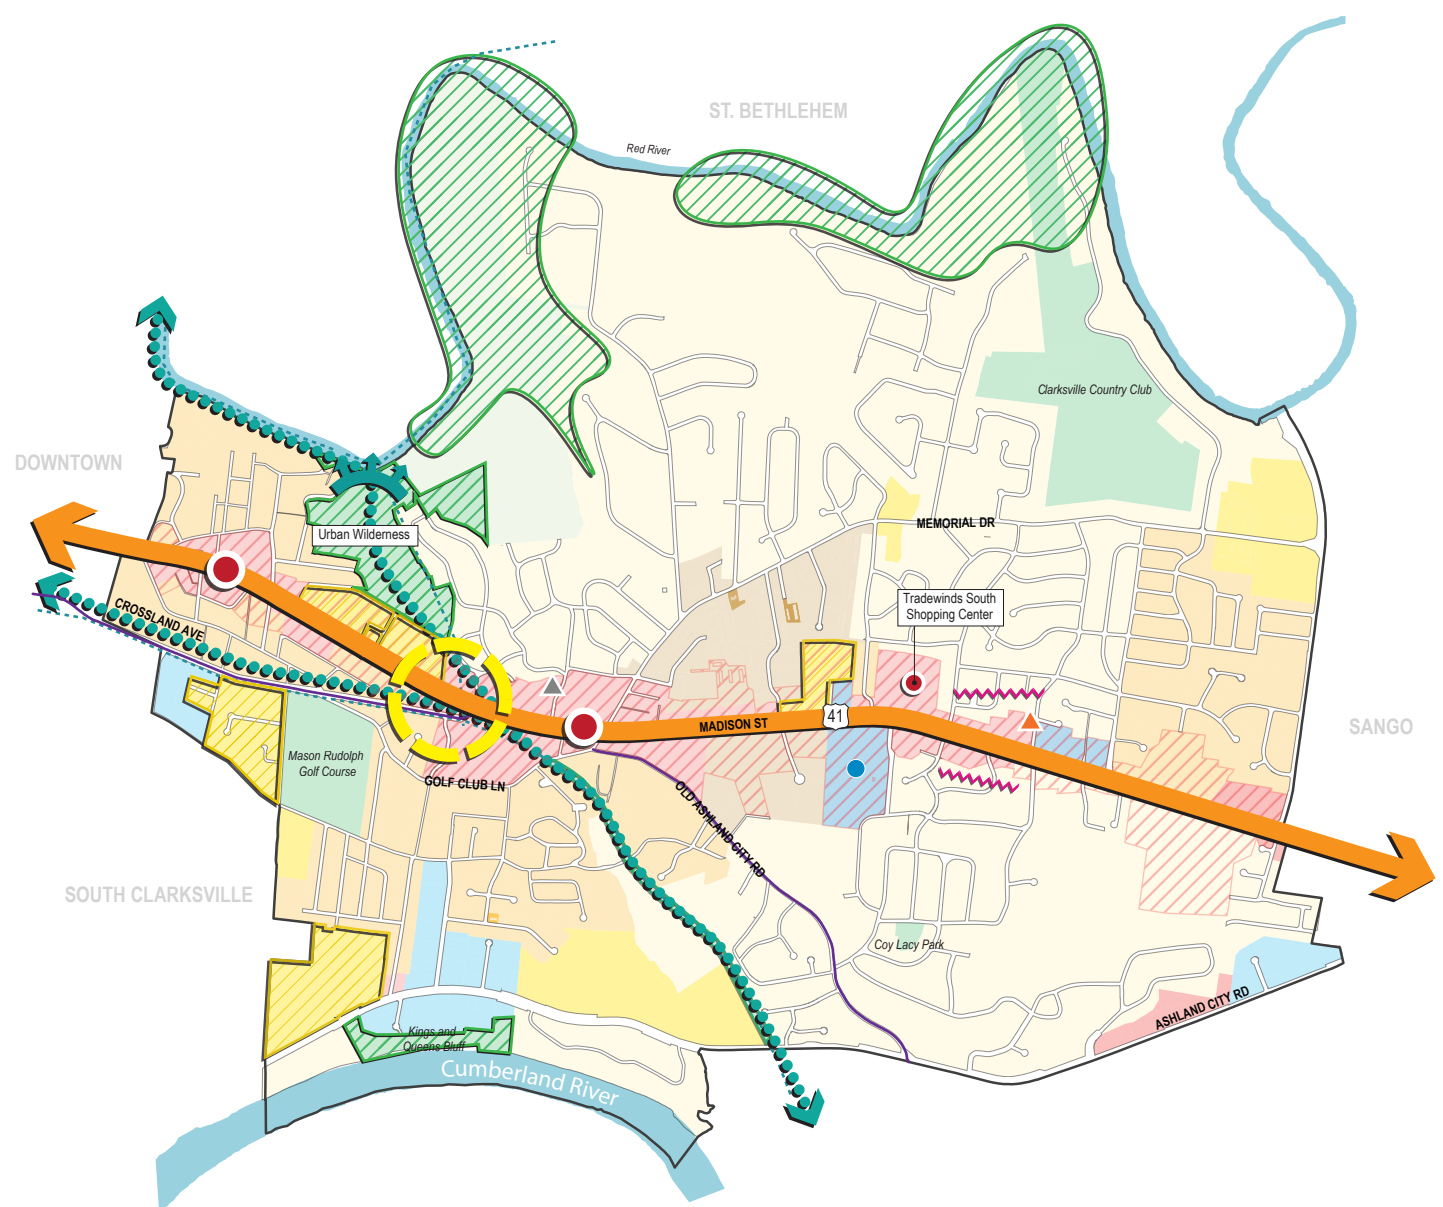 ST. BETHLEHEM
Red River
Clarksville Country Club
DOWNTOWN
MEMORIAL DR
Urban Wilderness
Tradewinds South
Shopping Center
CROSSLAND AVE
41
MADISON ST
SANGO
Mason Rudolph
Golf Course
GOLF CLUB LN
OLD ASHLAND CITY RD
SOUTH CLARKSVILLE
Coy Lacy Park
ASHLAND CITY RD
Kings and
Queens Bluff
Cumberland River